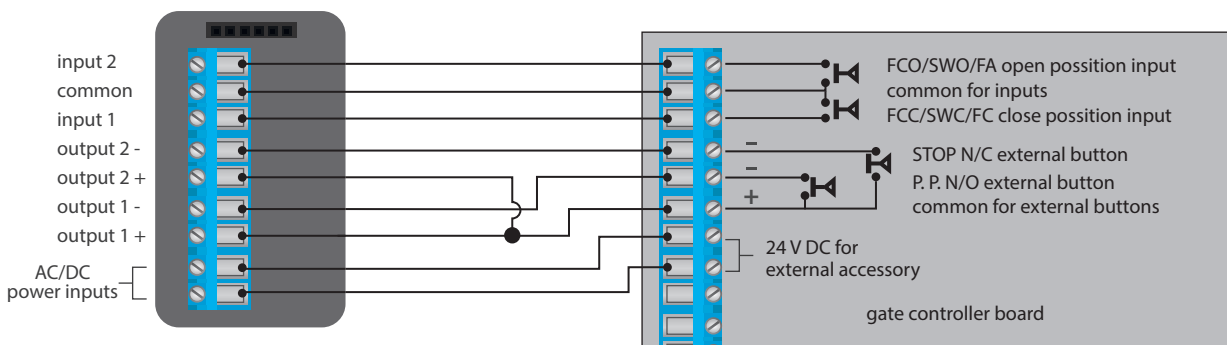 input 2
common
input 1
output 2 -
output 2 +
output 1 -
output 1 +
AC/DC
power inputs
FCO/SWO/FA open possition input
common for inputs
FCC/SWC/FC close possition input
-
STOP N/C external button
-
P. P. N/O external button
+
common for external buttons
24 V DC for
external accessory
gate controller board